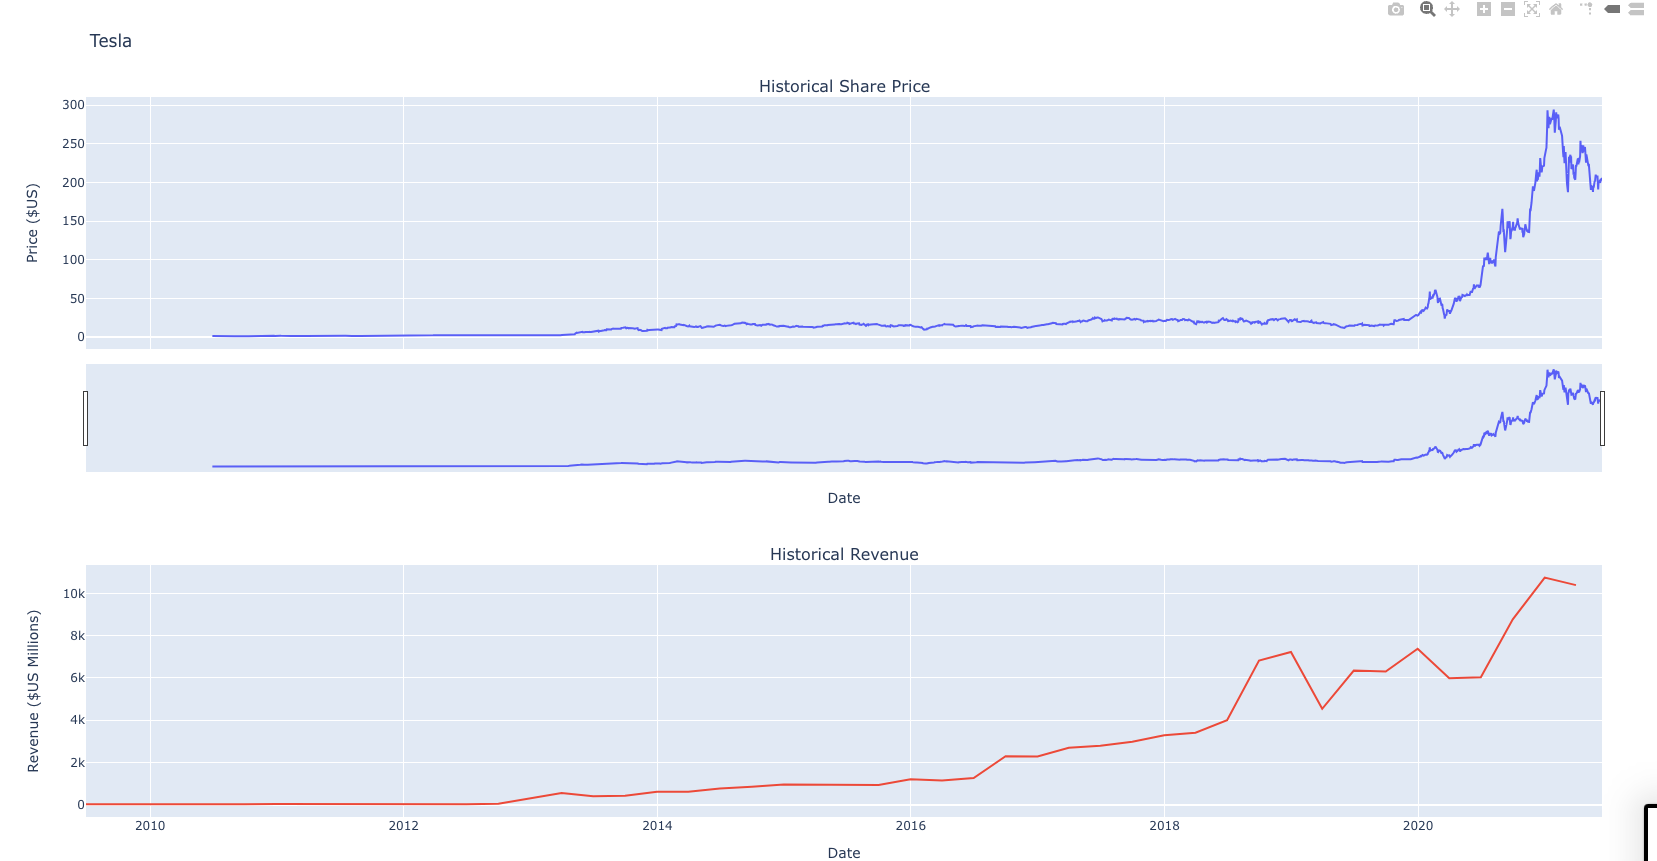 Tesla
Historical Share Price
300
250
200
150
100
50
0
Price ($US)
Date
Historical Revenue
10k
8k
6k
4k
2k
0
Revenue ($US Millions)
2010 2012 2014 2016 2018 2020
Date